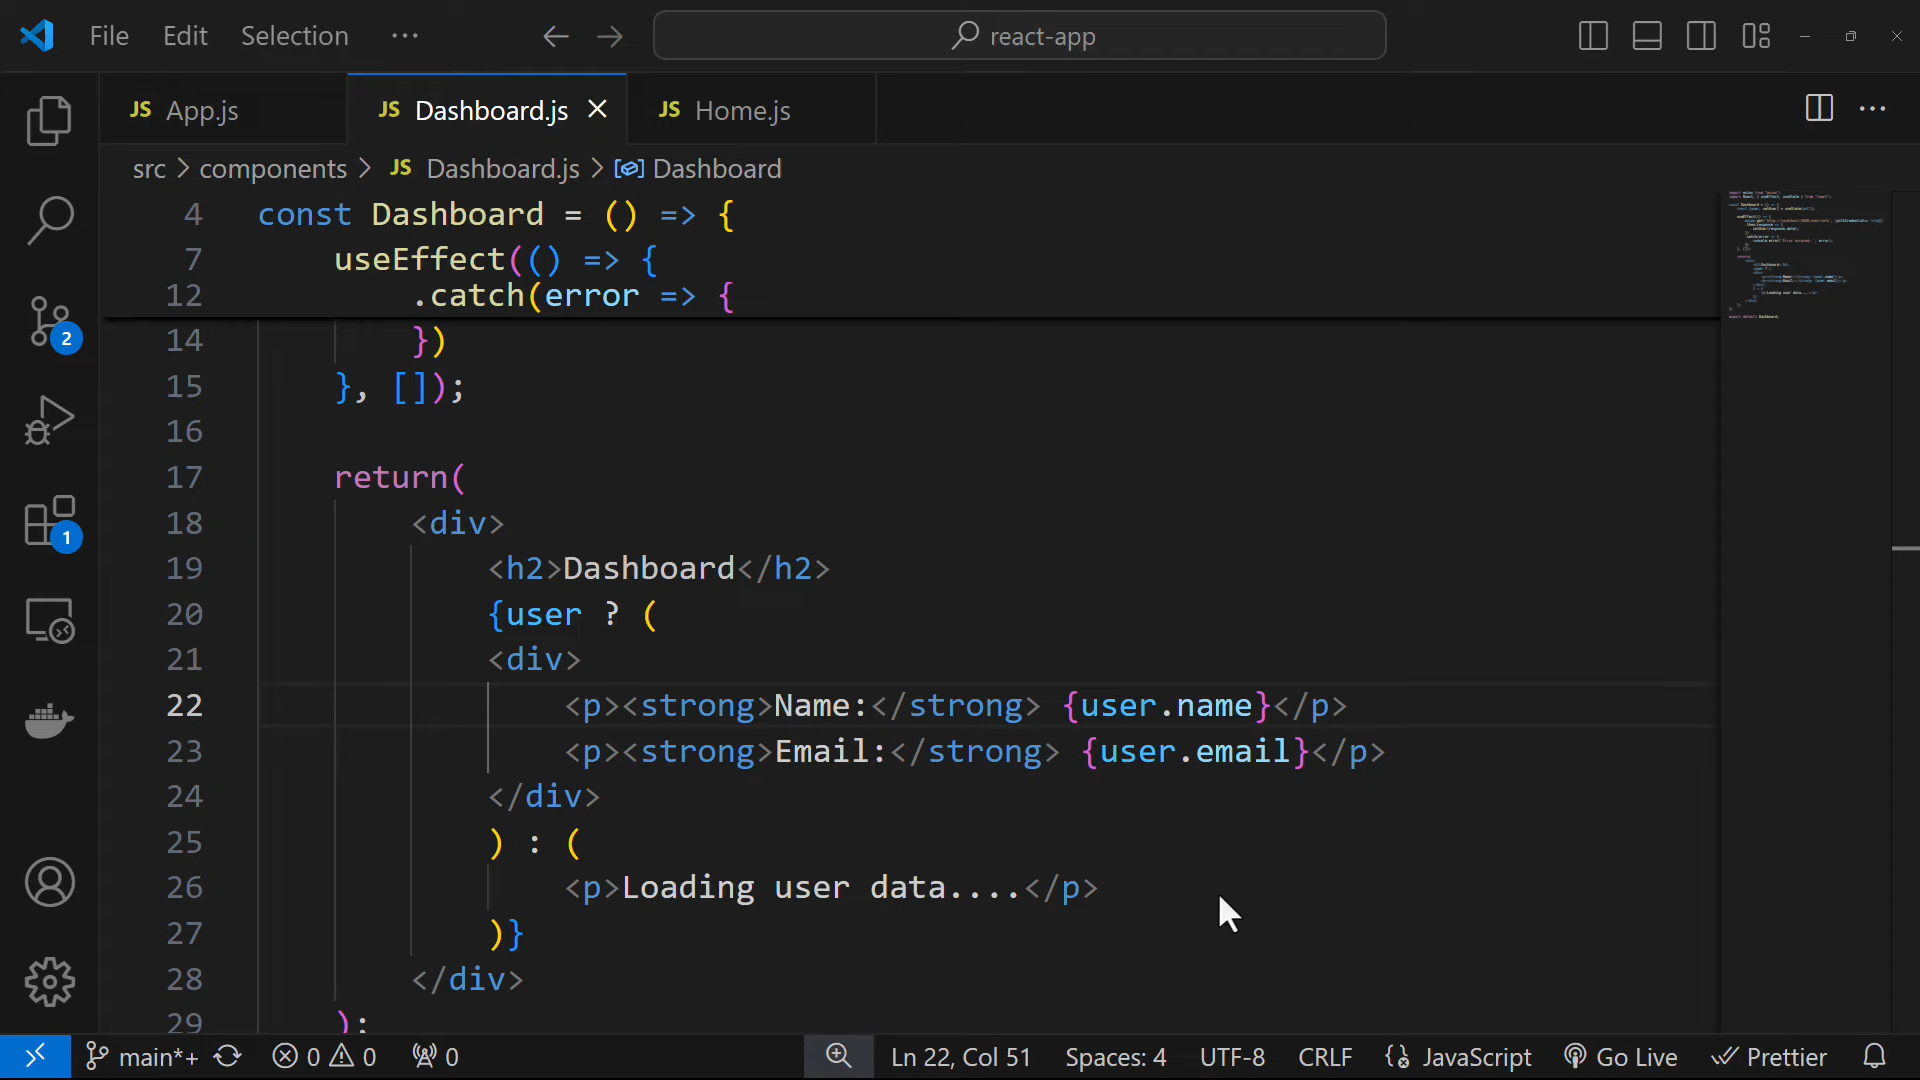 File Edit Selection ··· react-app
JS App.js JS Dashboard.js JS Home.js
src > components > JS Dashboard.js > Dashboard
4 const Dashboard = () => {
7 useEffect(() => {
12 .catch(error => {
14 })
15 }, []);
16
17 return(
18 <div>
19 <h2>Dashboard</h2>
20 {user ? (
21 <div>
22 <p><strong>Name:</strong> {user.name}</p>
23 <p><strong>Email:</strong> {user.email}</p>
24 </div>
25 ) : (
26 <p>Loading user data....</p>
27 )}
28 </div>
29 );
2
1
main*+ 0 0 0 Ln 22, Col 51 Spaces: 4 UTF-8 CRLF JavaScript Go Live Prettier